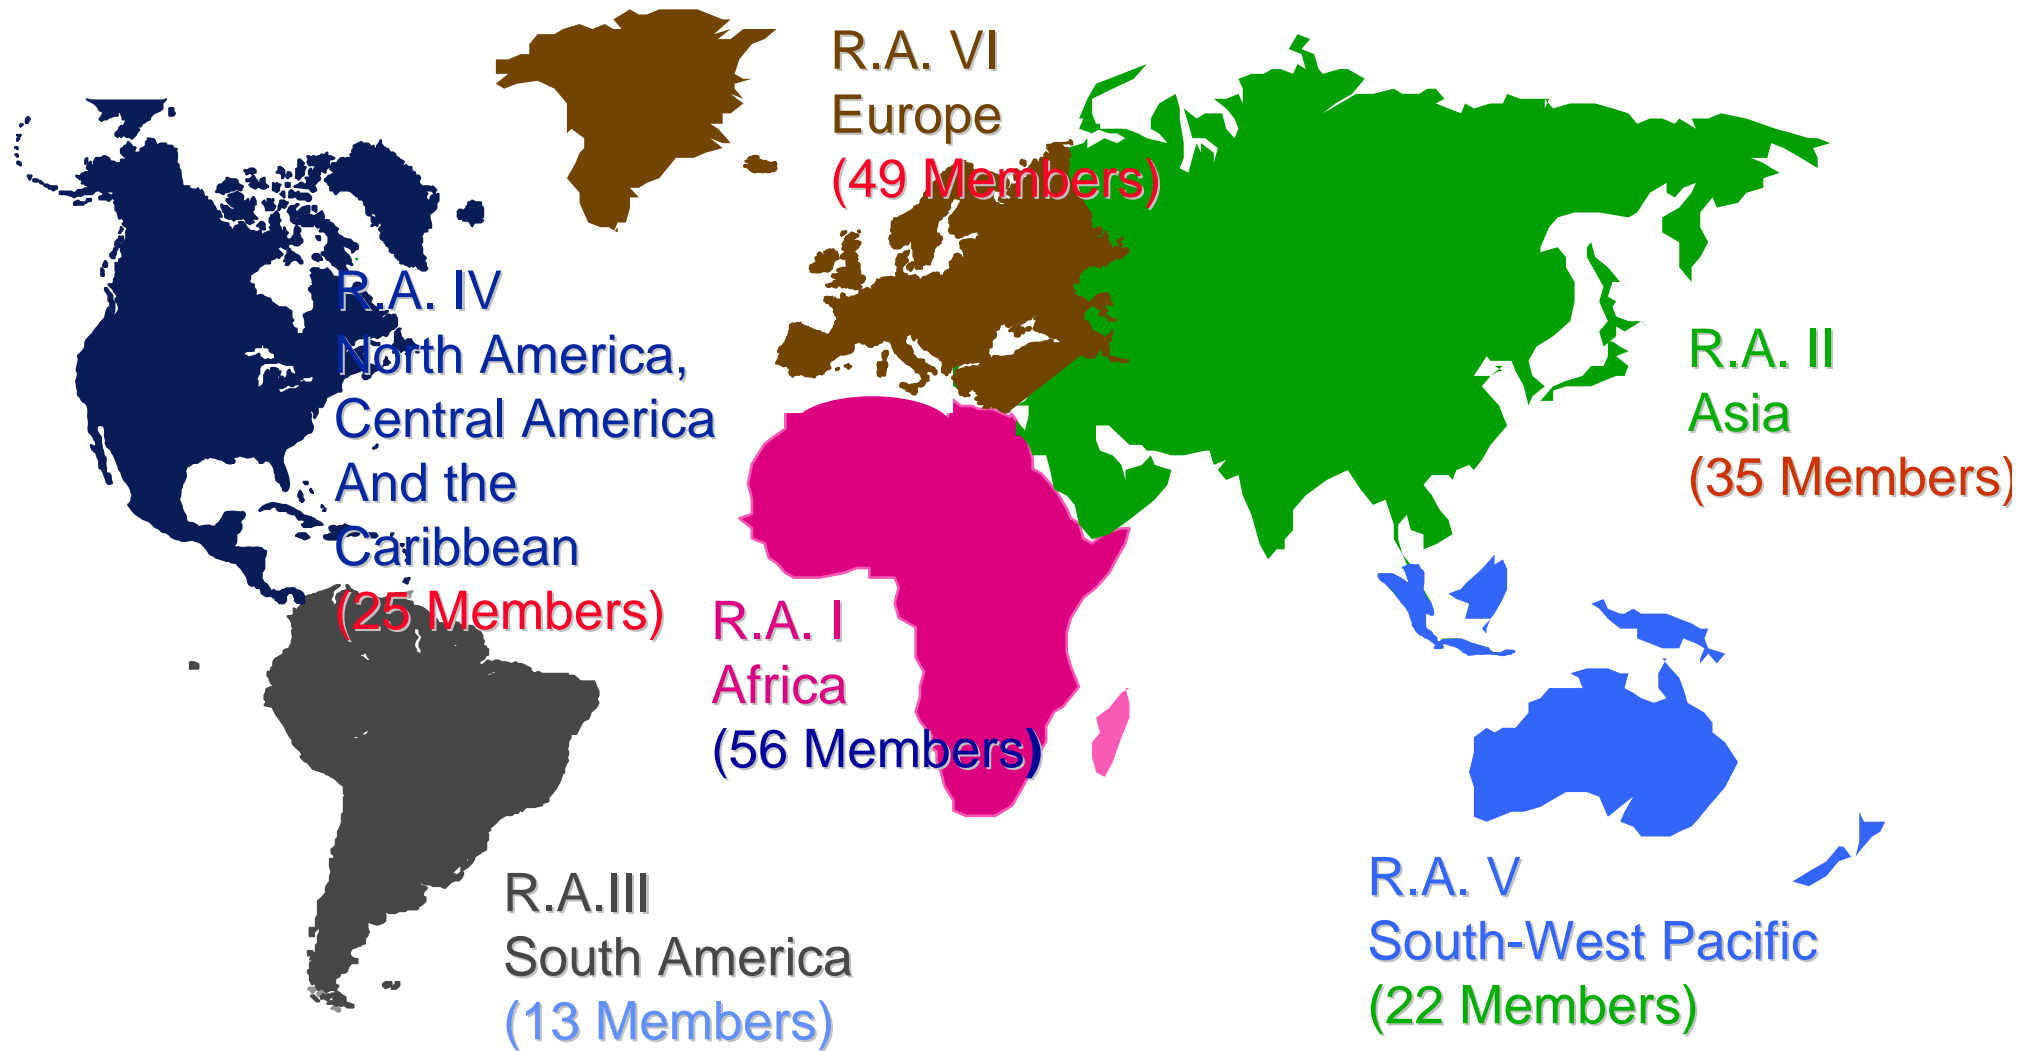 R.A. VI
Europe
(49 Members)
R.A. IV
North America,
Central America
And the
Caribbean
(25 Members)
R.A. II
Asia
(35 Members)
R.A. I
Africa
(56 Members)
R.A.III
South America
(13 Members)
R.A. V
South-West Pacific
(22 Members)